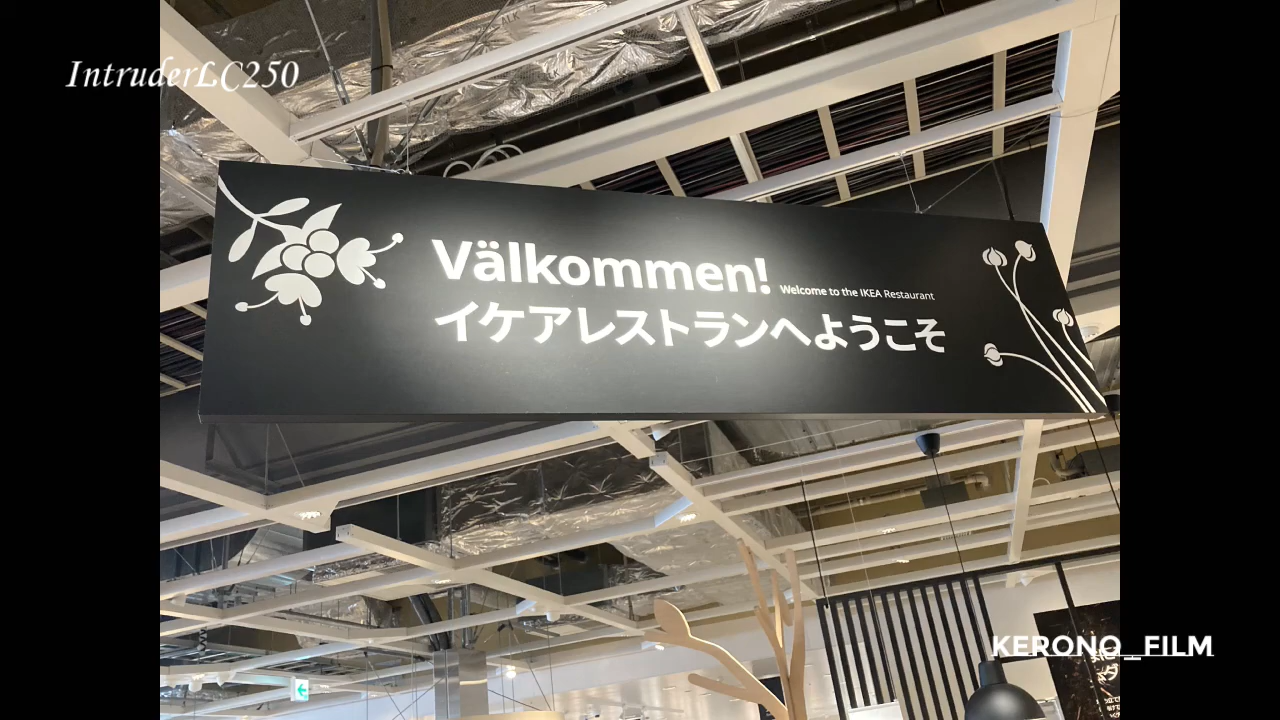 IntruderLC250
Välkommen! Welcome to the IKEA Restaurant
イケアレストランへようこそ
KERONO_FILM